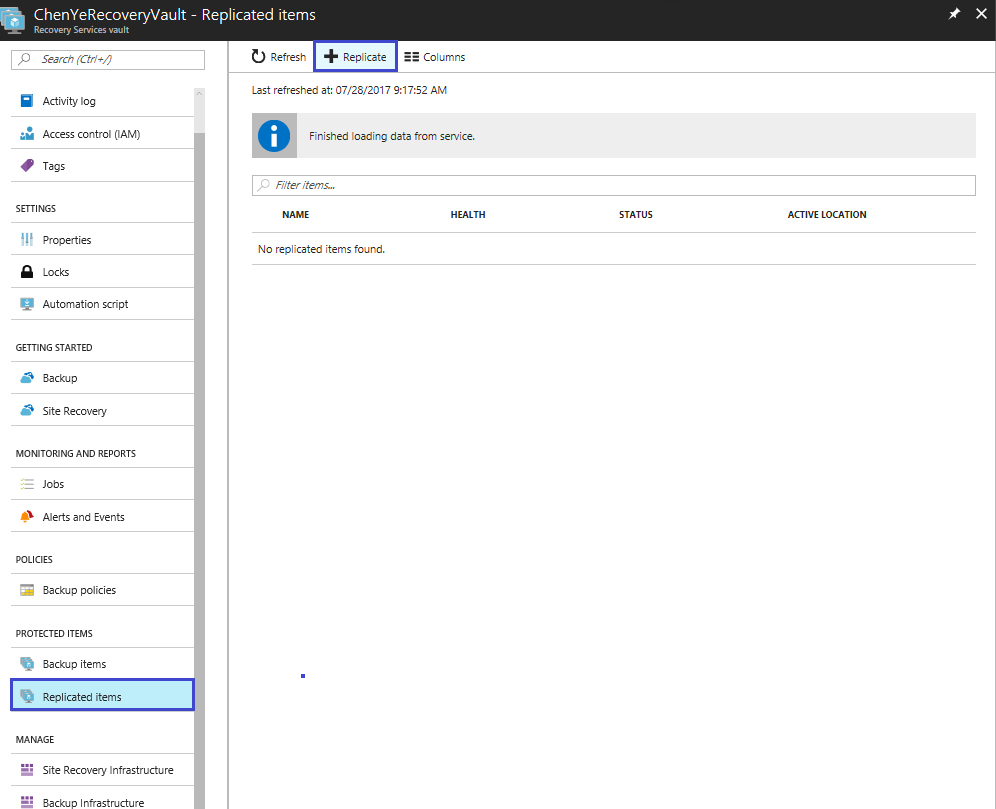 ChenYeRecoveryVault - Replicated items
Recovery Services vault
Search (Ctrl+/)
Activity log
Access control (IAM)
Tags
SETTINGS
Properties
Locks
Automation script
GETTING STARTED
Backup
Site Recovery
MONITORING AND REPORTS
Jobs
Alerts and Events
POLICIES
Backup policies
PROTECTED ITEMS
Backup items
Replicated items
MANAGE
Site Recovery Infrastructure
Backup Infrastructure
Refresh Replicate Columns
Last refreshed at: 07/28/2017 9:17:52 AM
Finished loading data from service.
Filter items...
NAME HEALTH STATUS ACTIVE LOCATION
No replicated items found.